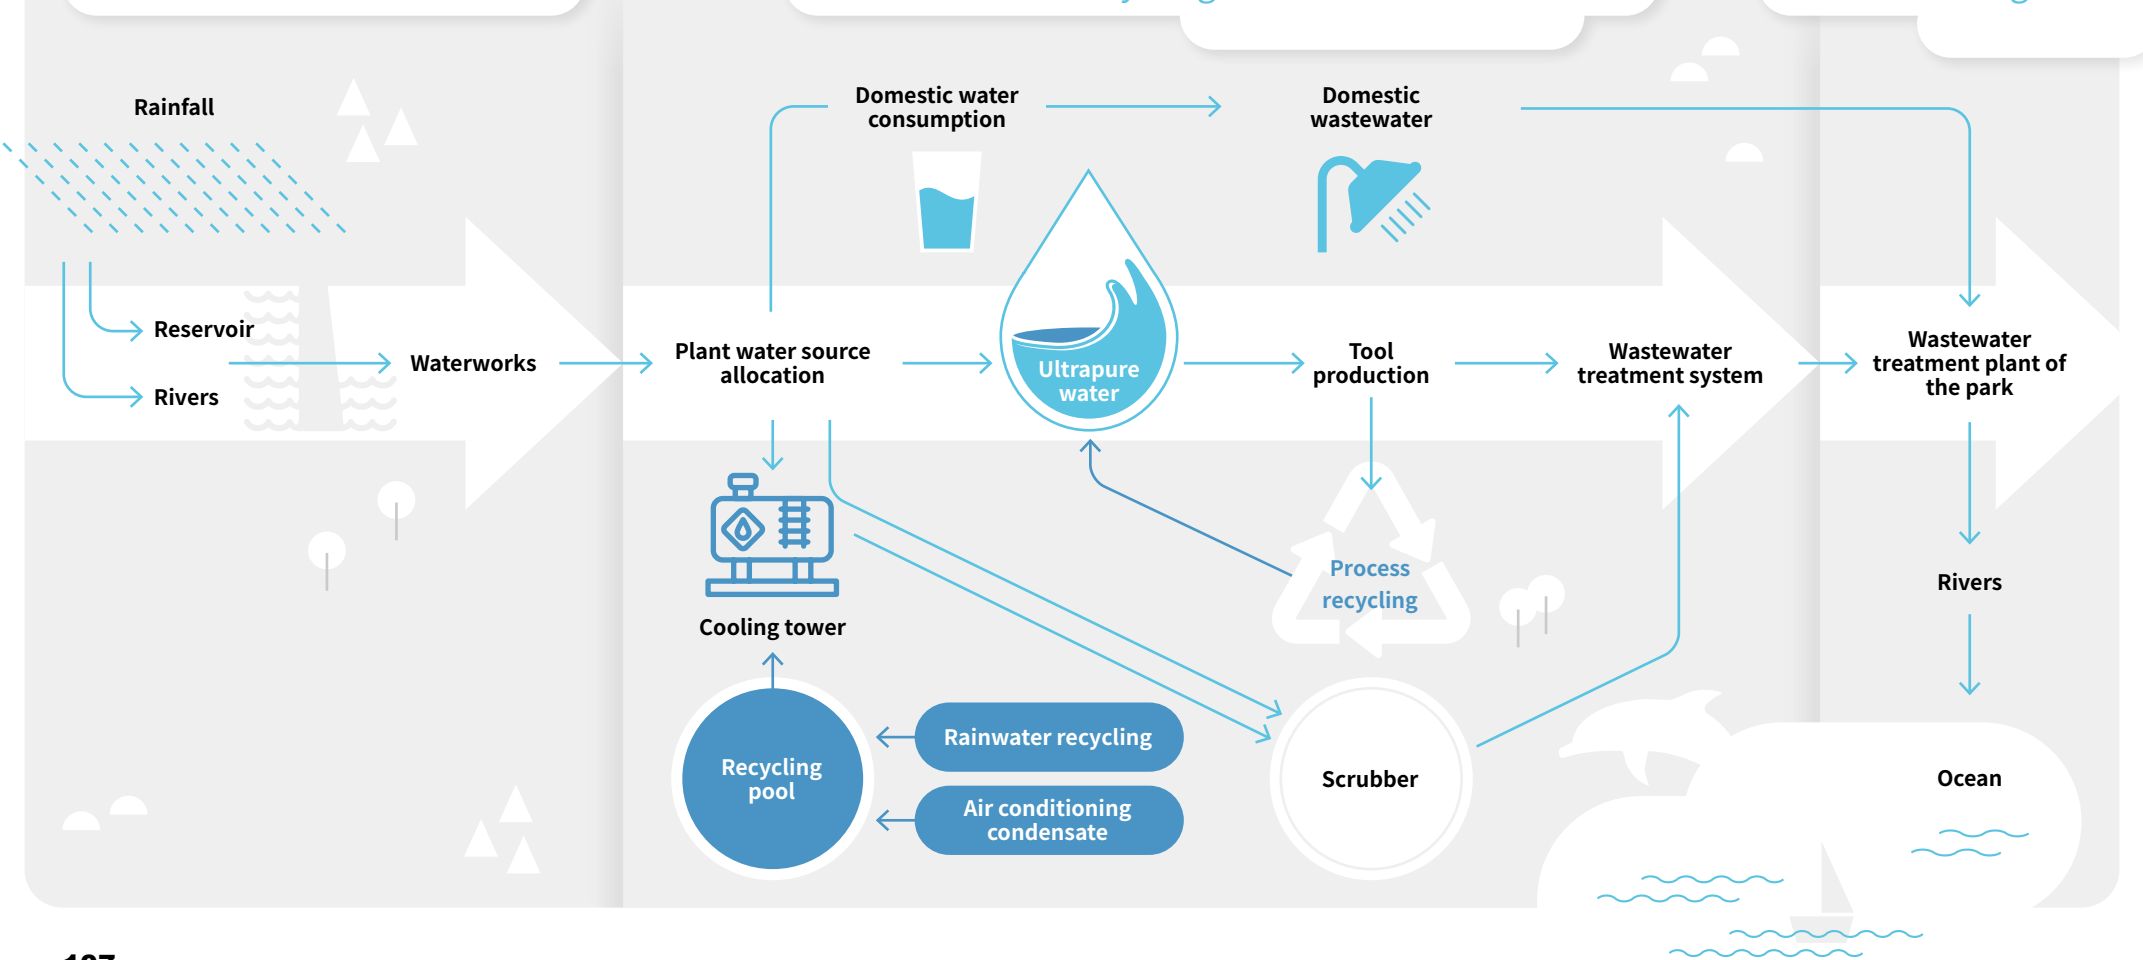 Rainfall
Reservoir
Rivers
Waterworks
Domestic water
consumption
Domestic
wastewater
Plant water source
allocation
Ultrapure
water
Tool
production
Wastewater
treatment system
Wastewater
treatment plant of
the park
Cooling tower
Process
recycling
Rivers
Recycling
pool
Rainwater recycling
Air conditioning
condensate
Scrubber
Ocean